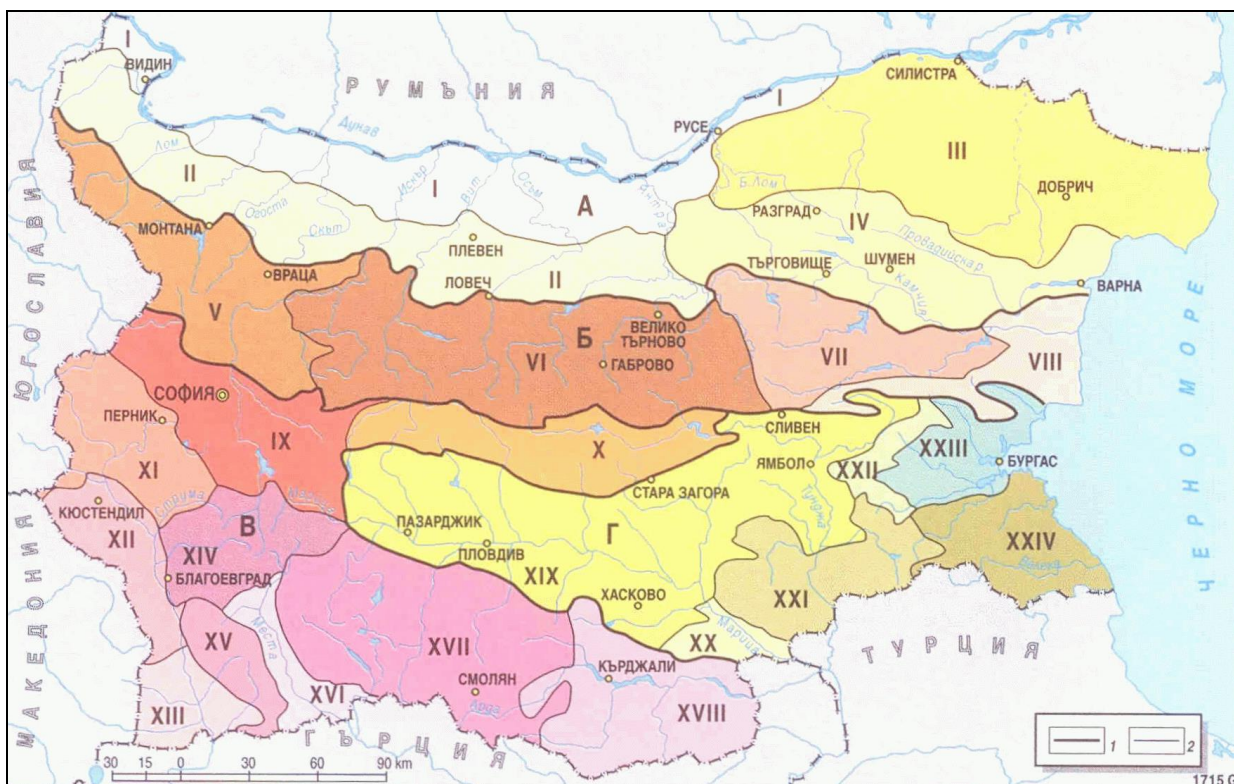 I
ВИДИН
РУМЪНИЯ
СИЛИСТРА
I
РУСЕ
Дунав
III
ДОБРИЧ
Лом
II
Искър
I
Вит
Осъм
А
Янтра
Б.Лом
РАЗГРАД
IV
Провадийска р
Огоста
Скът
МОНТАНА
ПЛЕВЕН
ШУМЕН
ТЪРГОВИЩЕ
Камчия
ВАРНА
ВРАЦА
ЛОВЕЧ
II
V
ВЕЛИКО
ТЪРНОВО
Б
VI
ГАБРОВО
VII
VIII
ЮГОСЛАВИЯ
ЧЕРНО МОРЕ
СОФИЯ
ПЕРНИК
IX
СЛИВЕН
X
XI
ЯМБОЛ
XXII
XXIII
БУРГАС
СТАРА ЗАГОРА
Тунджа
Струма
Марица
КЮСТЕНДИЛ
МАКЕДОНИЯ
XII
В
XIV
БЛАГОЕВГРАД
ПАЗАРДЖИК
ПЛОВДИВ
Г
XIX
XXIV
Велека
ХАСКОВО
XXI
Места
XV
XVII
XX
Марица
ТУРЦИЯ
КЪРДЖАЛИ
XVI
СМОЛЯН
Арда
XVIII
XIII
ГЪРЦИЯ
1
2
30 15 0 30 60 90 km
1715 G